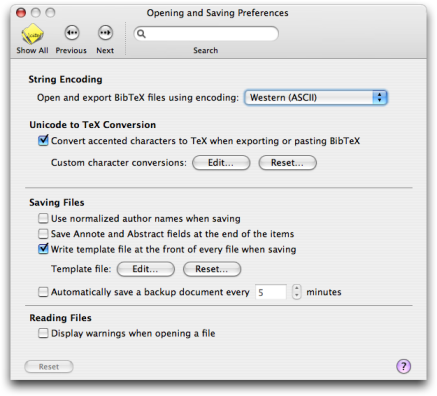 Opening and Saving Preferences
Show All Previous Next Search
String Encoding
Open and export BibTeX files using encoding: Western (ASCII)
Unicode to TeX Conversion
Convert accented characters to TeX when exporting or pasting BibTeX
Custom character conversions: Edit... Reset...
Saving Files
Use normalized author names when saving
Save Annote and Abstract fields at the end of the items
Write template file at the front of every file when saving
Template file: Edit... Reset...
Automatically save a backup document every 5 minutes
Reading Files
Display warnings when opening a file
Reset ?